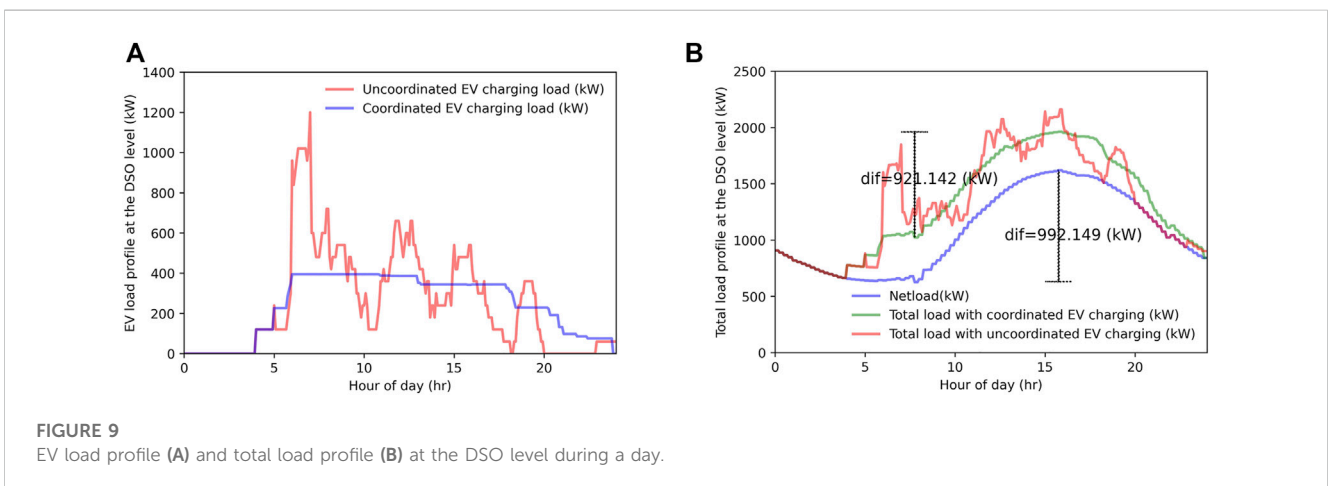 A
EV load profile at the DSO level (kW)
1400
1200
1000
800
600
400
200
0
Uncoordinated EV charging load (kW)
Coordinated EV charging load (kW)
0 5 10 15 20
Hour of day (hr)
B
Total load profile at the DSO level (kW)
2500
2000
1500
1000
500
0
dif=921.142 (kW)
dif=992.149 (kW)
Netload(kW)
Total load with coordinated EV charging (kW)
Total load with uncoordinated EV charging (kW)
0 5 10 15 20
Hour of day (hr)
FIGURE 9
EV load profile (A) and total load profile (B) at the DSO level during a day.